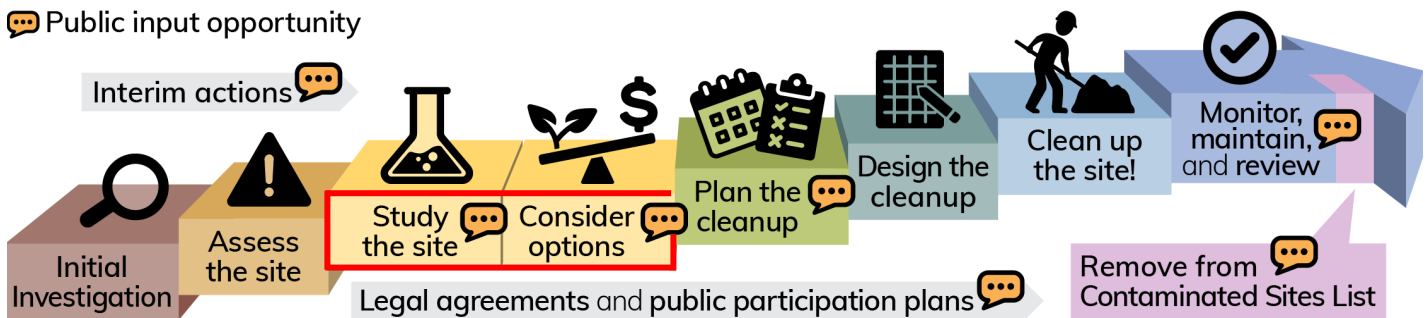 Public input opportunity
Interim actions
Initial
Investigation
Assess
the site
Study
the site
Consider
options
Plan the
cleanup
Design the
cleanup
Clean up
the site!
Monitor,
maintain,
and review
Legal agreements and public participation plans
Remove from
Contaminated Sites List